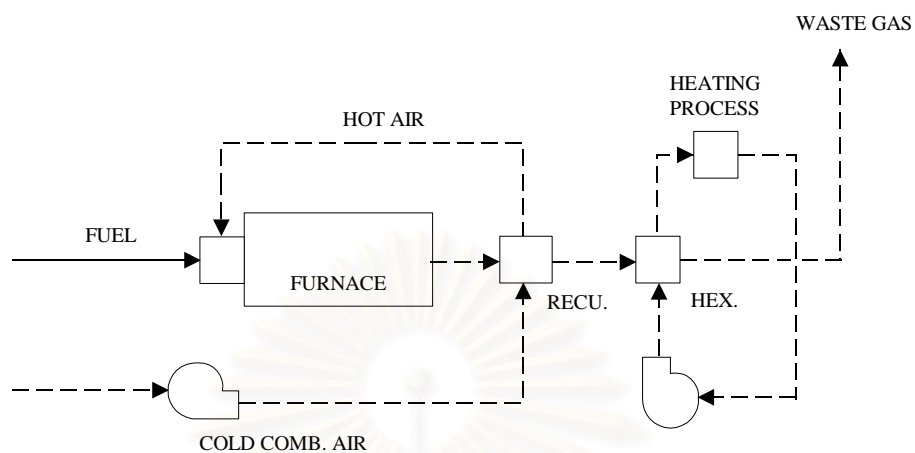 WASTE GAS
HEATING
PROCESS
HOT AIR
FUEL
FURNACE
RECU.
HEX.
COLD COMB. AIR